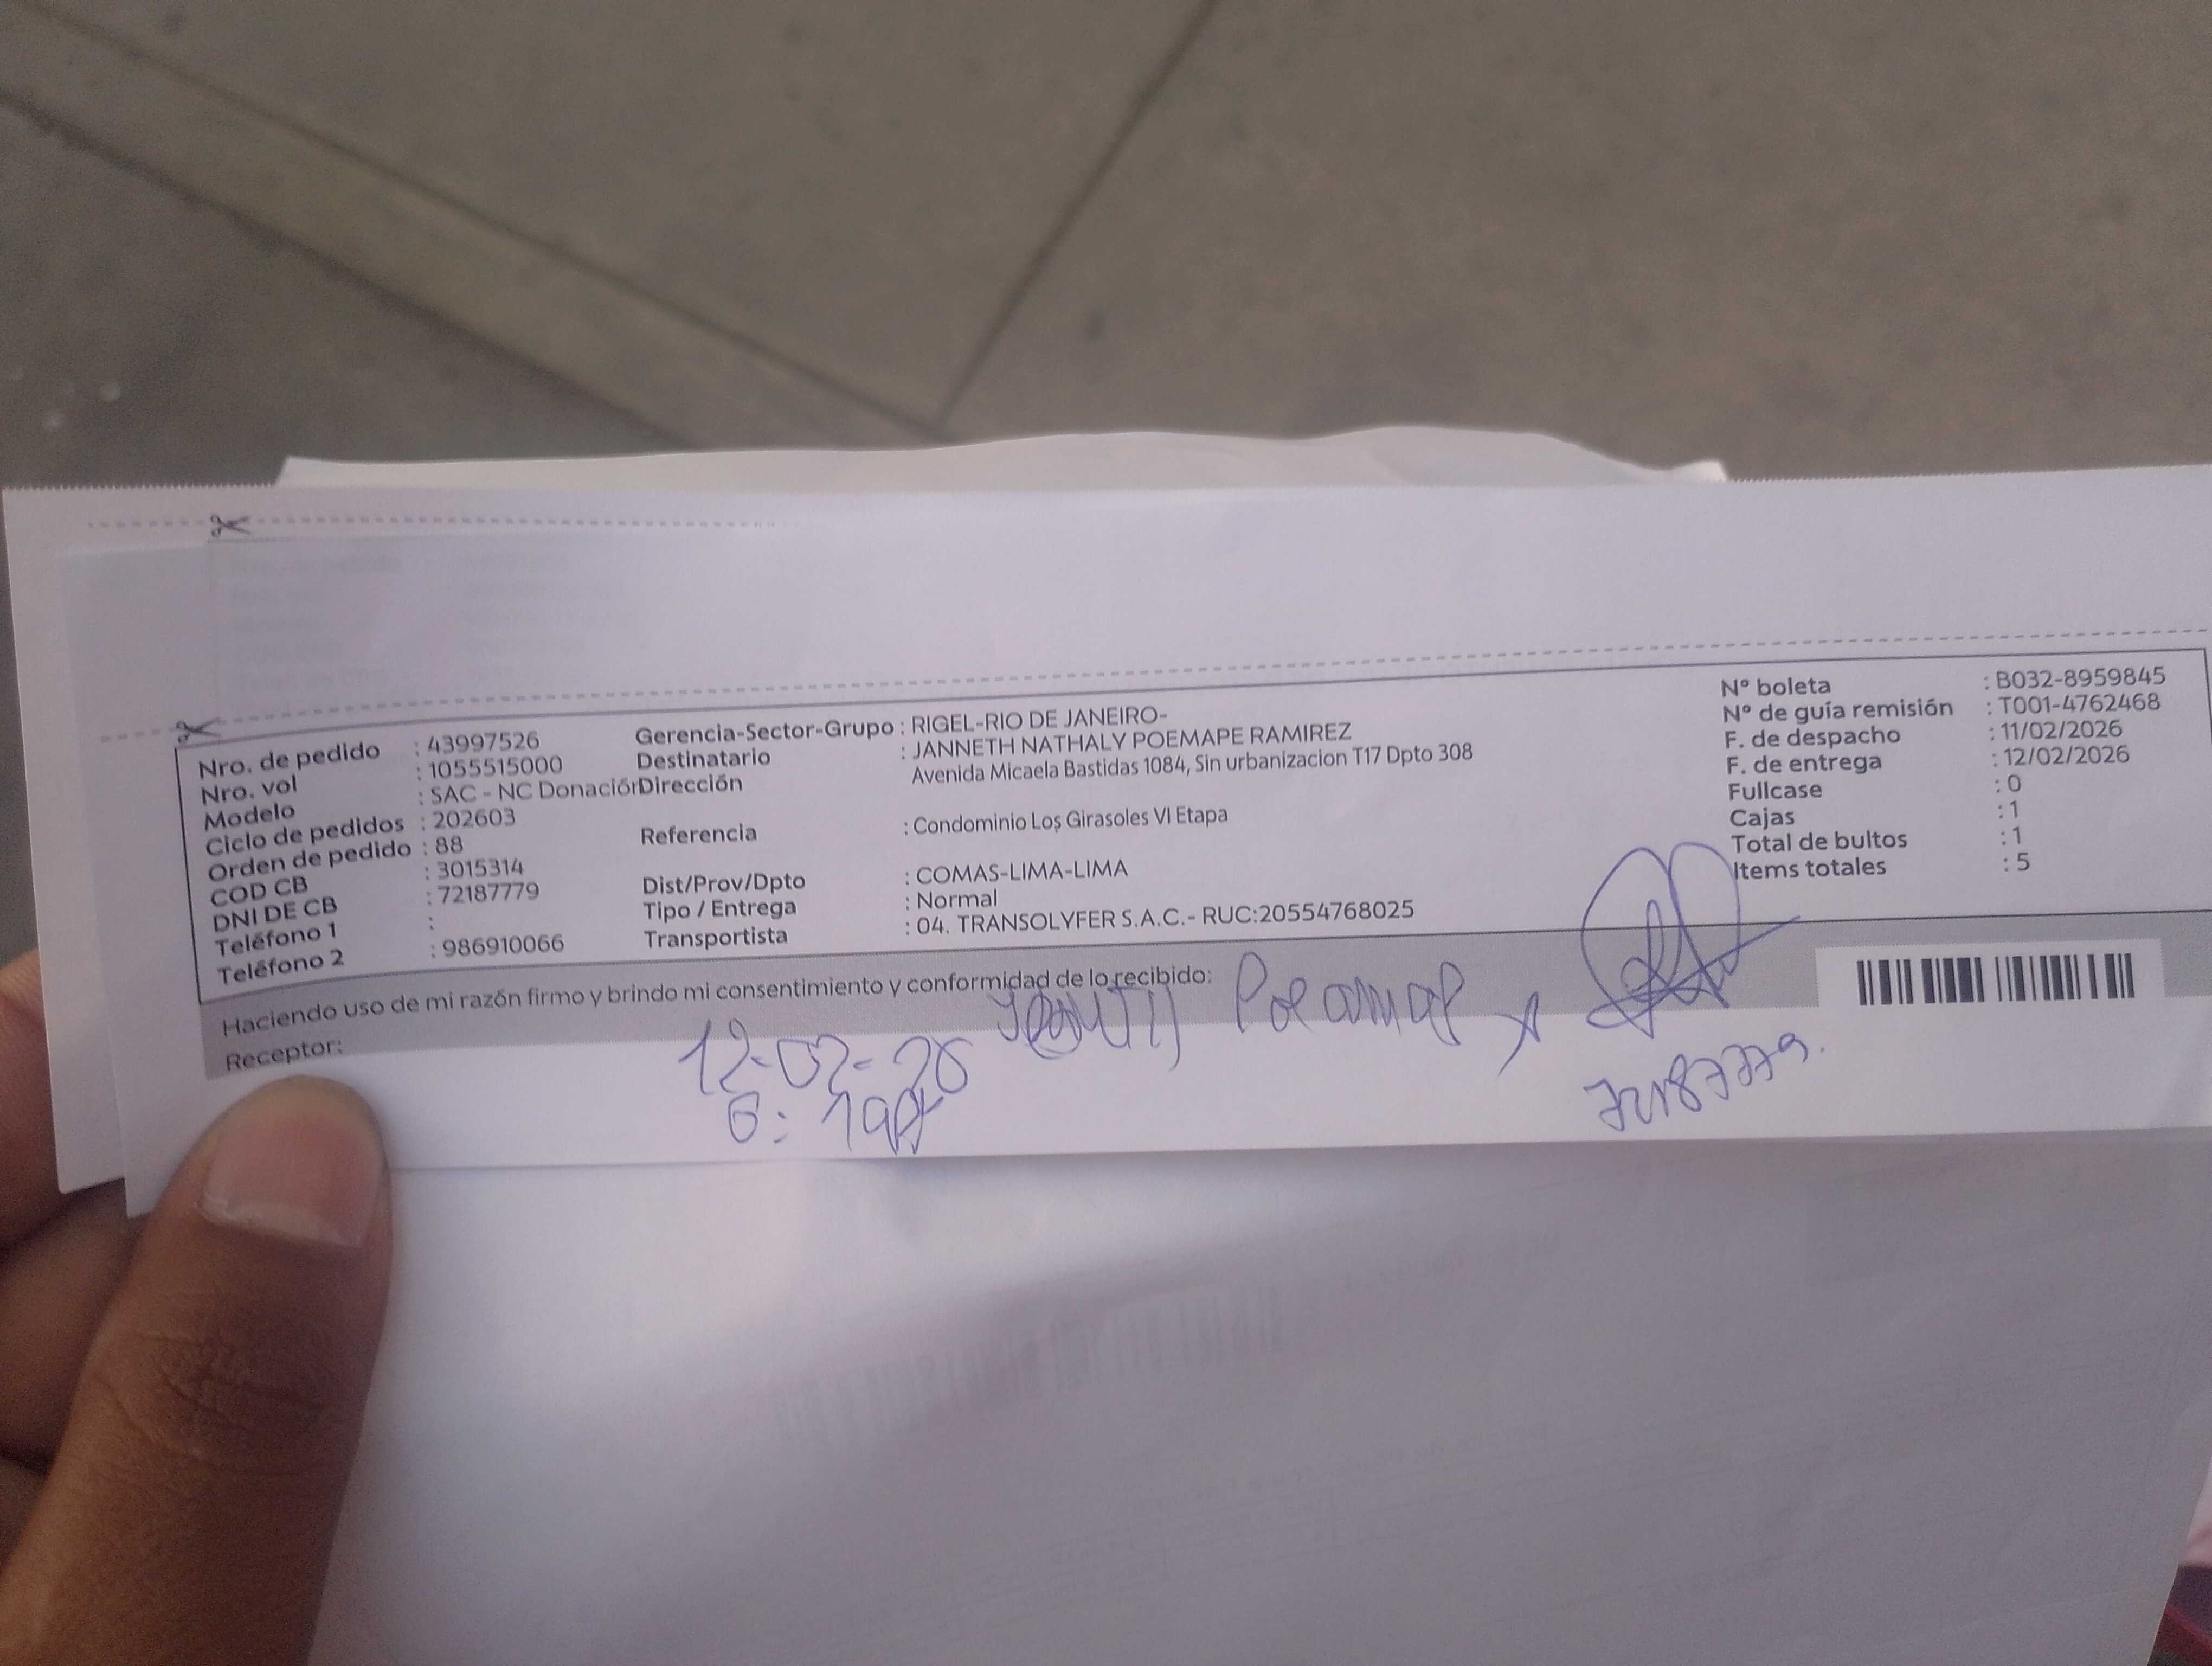 Nro. de pedido : 43997526
Nro. vol : 1055515000
Modelo : SAC - NC Donación
Ciclo de pedidos : 202603
Orden de pedido : 88
COD CB : 3015314
DNI DE CB : 72187779
Teléfono 1 :
Teléfono 2 : 986910066
Gerencia-Sector-Grupo : RIGEL-RIO DE JANEIRO-
Destinatario : JANNETH NATHALY POEMAPE RAMIREZ
Dirección Avenida Micaela Bastidas 1084, Sin urbanizacion T17 Dpto 308
Referencia : Condominio Los Girasoles VI Etapa
Dist/Prov/Dpto : COMAS-LIMA-LIMA
Tipo / Entrega : Normal
Transportista : 04. TRANSOLYFER S.A.C.- RUC:20554768025
Nº boleta : B032-8959845
Nº de guía remisión : T001-4762468
F. de despacho : 11/02/2026
F. de entrega : 12/02/2026
Fullcase : 0
Cajas : 1
Total de bultos : 1
Items totales : 5
Haciendo uso de mi razón firmo y brindo mi consentimiento y conformidad de lo recibido:
Receptor:
12-02-26
72187779.